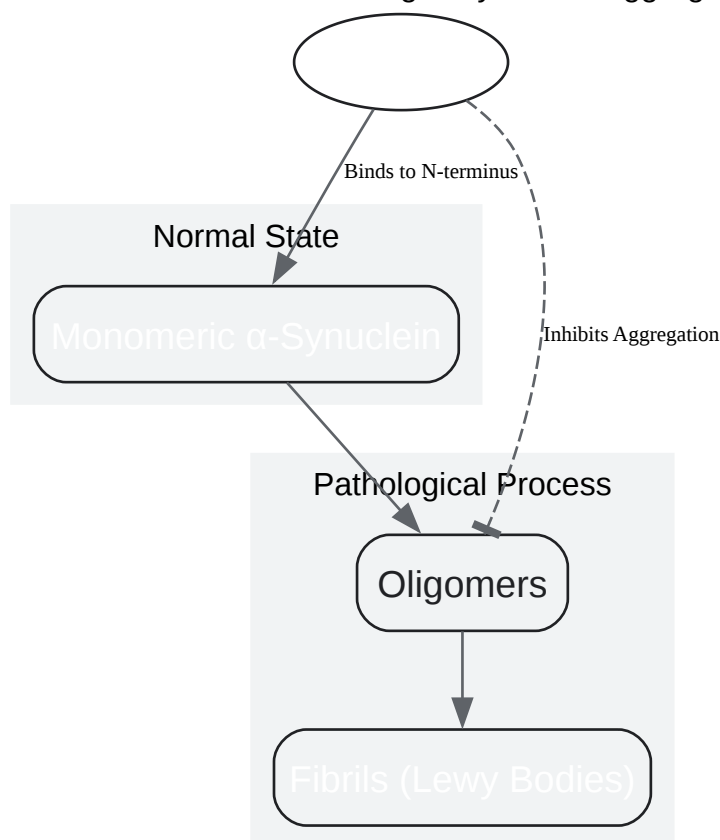 Binds to N-terminus
Normal State
Monomeric α-Synuclein
Inhibits Aggregation
Pathological Process
Oligomers
Fibrils (Lewy Bodies)